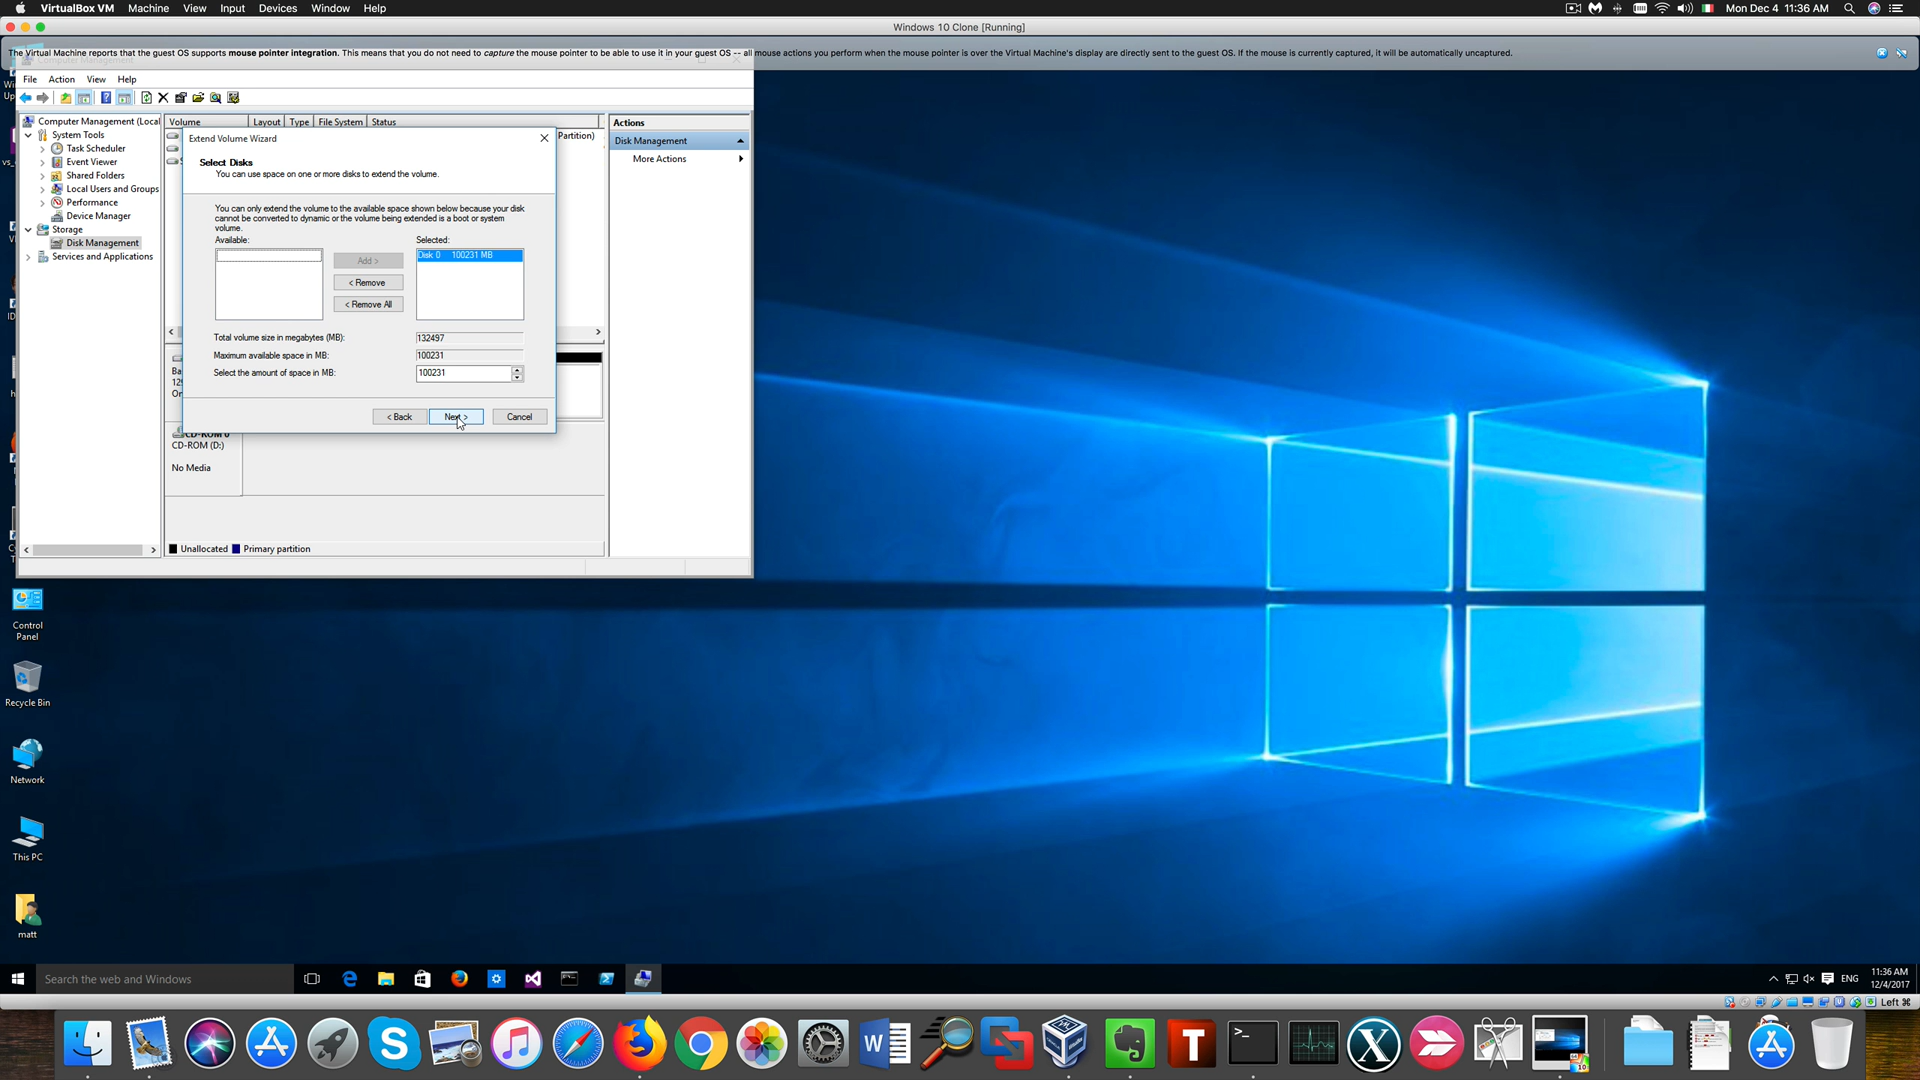 VirtualBox VM Machine View Input Devices Window Help
Mon Dec 4 11:36 AM
Windows 10 Clone [Running]
The Virtual Machine reports that the guest OS supports mouse pointer integration. This means that you do not need to capture the mouse pointer to be able to use it in your guest OS -- all mouse actions you perform when the mouse pointer is over the Virtual Machine's display are directly sent to the guest OS. If the mouse is currently captured, it will be automatically uncaptured.
Computer Management
File Action View Help
Computer Management (Local
System Tools
Task Scheduler
Event Viewer
Shared Folders
Local Users and Groups
Performance
Device Manager
Storage
Disk Management
Services and Applications
Volume Layout Type File System Status
Partition)
Extend Volume Wizard
Select Disks
You can use space on one or more disks to extend the volume.
You can only extend the volume to the available space shown below because your disk
cannot be converted to dynamic or the volume being extended is a boot or system
volume.
Available:
Selected:
Disk 0 100231 MB
Add >
< Remove
< Remove All
Total volume size in megabytes (MB): 132497
Maximum available space in MB: 100231
Select the amount of space in MB: 100231
< Back Next > Cancel
Ba
12
On
CD-ROM 0
CD-ROM (D:)
No Media
Unallocated Primary partition
Actions
Disk Management
More Actions
Control
Panel
Recycle Bin
Network
This PC
matt
Search the web and Windows
ENG
11:36 AM
12/4/2017
Left ⌘